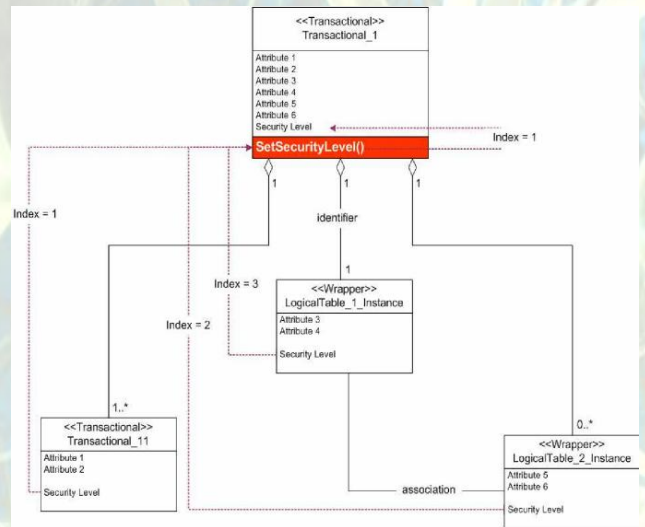 <<Transactional>>
Transactional_1
Attribute 1
Attribute 2
Attribute 3
Attribute 4
Attribute 5
Attribute 6
Security Level
Index = 1
SetSecurityLevel()
1
1
1
Index = 1
identifier
Index = 3
1
<<Wrapper>>
LogicalTable_1_Instance
Attribute 3
Attribute 4
Security Level
Index = 2
1..*
<<Transactional>>
Transactional_11
Attribute 1
Attribute 2
Security Level
0..*
<<Wrapper>>
LogicalTable_2_Instance
Attribute 5
Attribute 6
Security Level
association